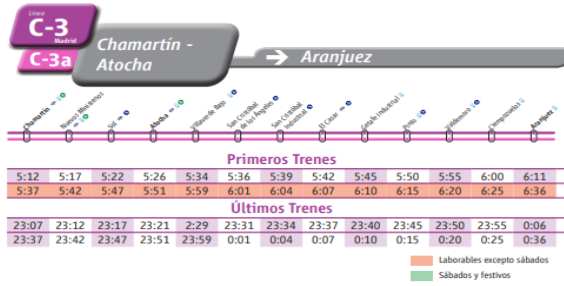 Línea
C-3
Madrid
C-3a
Chamartín -
Atocha
Aranjuez
Chamartín
Nuevos Ministerios
Sol
Atocha
Villaverde Bajo
San Cristóbal
de los Ángeles
San Cristóbal
Industrial
El Casar
Getafe Industrial
Pinto
Valdemoro
Ciempozuelos
Aranjuez
Primeros Trenes
5:12 5:17 5:22 5:26 5:34 5:36 5:39 5:42 5:45 5:50 5:55 6:00 6:11
5:37 5:42 5:47 5:51 5:59 6:01 6:04 6:07 6:10 6:15 6:20 6:25 6:36
Últimos Trenes
23:07 23:12 23:17 23:21 2:29 23:31 23:34 23:37 23:40 23:45 23:50 23:55 0:06
23:37 23:42 23:47 23:51 23:59 0:01 0:04 0:07 0:10 0:15 0:20 0:25 0:36
Laborables excepto sábados
Sábados y festivos